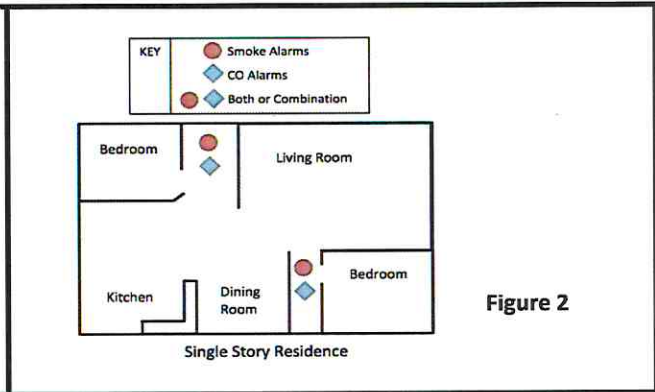 KEY
Smoke Alarms
CO Alarms
Both or Combination
Bedroom
Living Room
Kitchen
Dining
Room
Bedroom
Figure 2
Single Story Residence